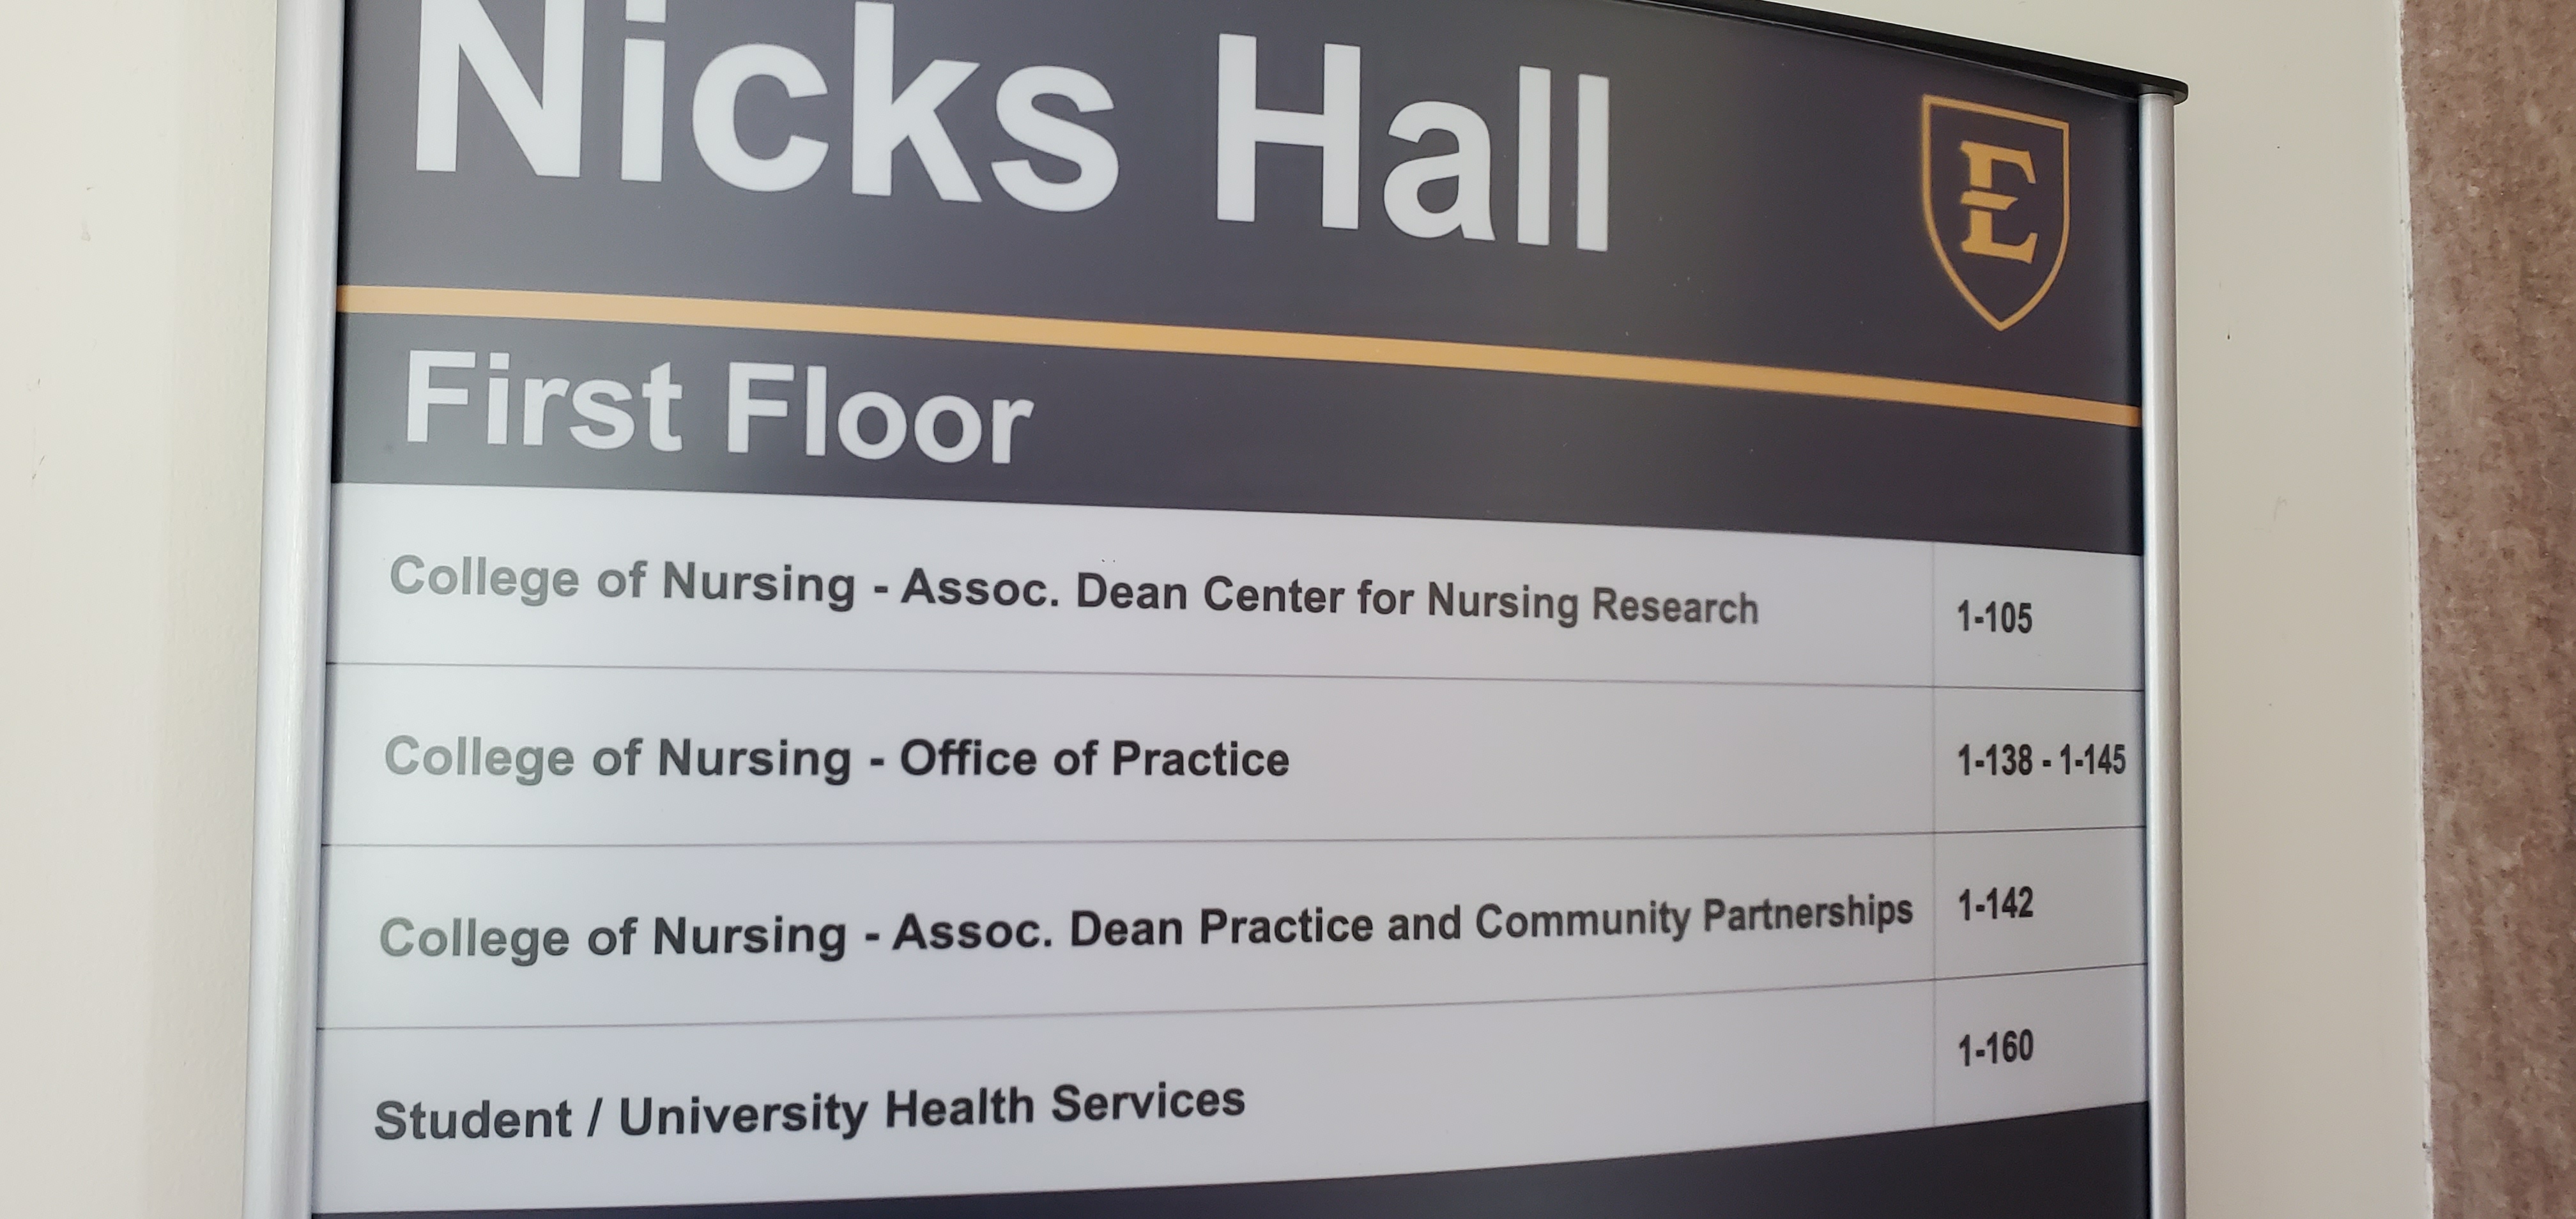 Nicks Hall
E
First Floor
College of Nursing - Assoc. Dean Center for Nursing Research 1-105
College of Nursing - Office of Practice 1-138 - 1-145
College of Nursing - Assoc. Dean Practice and Community Partnerships 1-142
Student / University Health Services 1-160